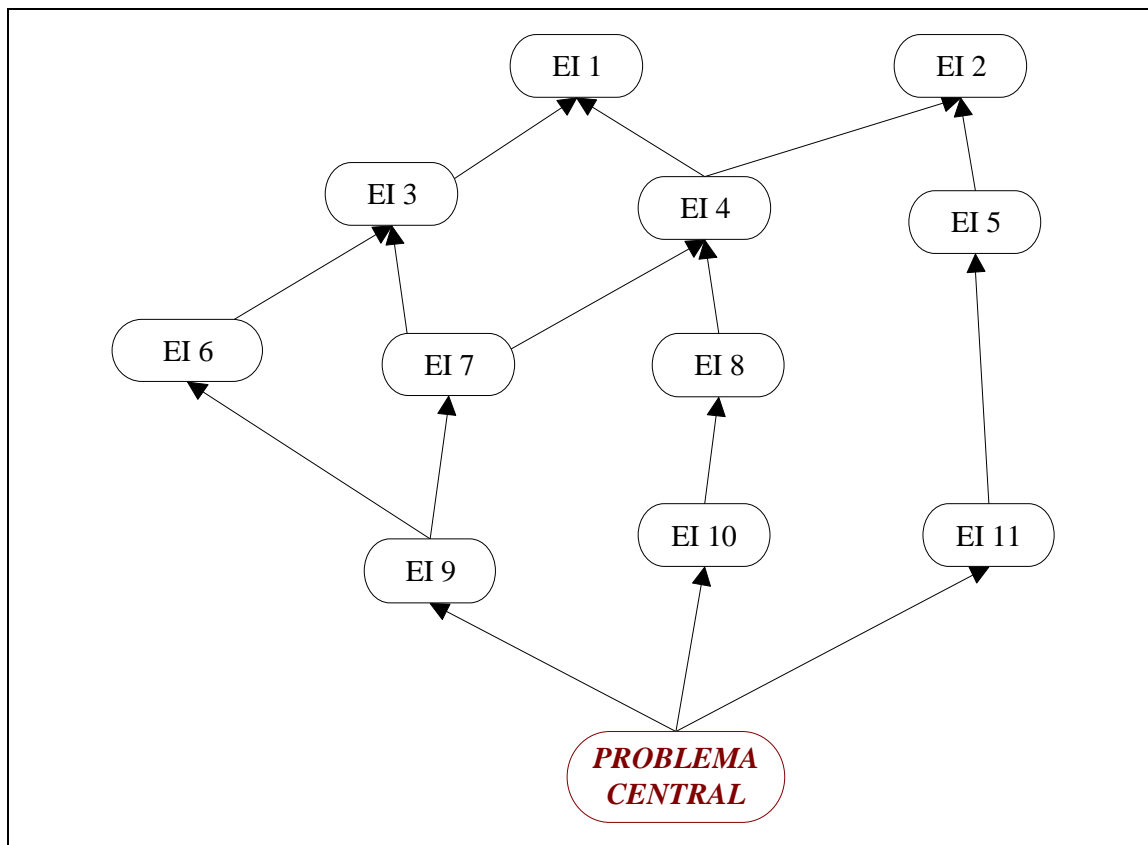 EI 1
EI 2
EI 3
EI 4
EI 5
EI 6
EI 7
EI 8
EI 9
EI 10
EI 11
PROBLEMA
CENTRAL